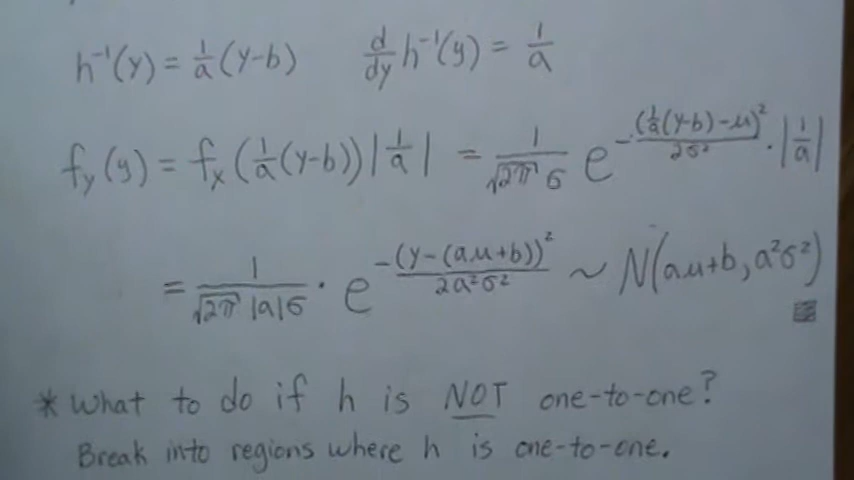 h⁻¹(y) = 1/a (y-b)    d/dy h⁻¹(y) = 1/a
f_y(y) = f_x(1/a(y-b))|1/a| = 1/(√2π σ) e^(-(1/a(y-b)-μ)²/2σ²) · |1/a|
= 1/(√2π |a|σ) · e^(-(y-(aμ+b))²/2a²σ²) ~ N(aμ+b, a²σ²)
* What to do if h is NOT one-to-one?
Break into regions where h is one-to-one.